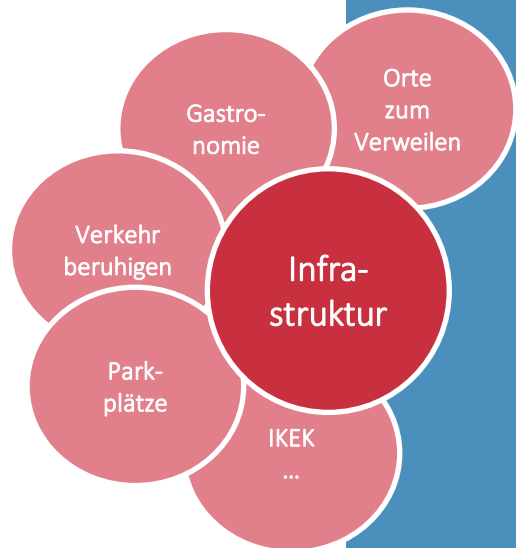 Orte
zum
Verweilen
Gastro-
nomie
Verkehr
beruhigen
Infra-
struktur
Park-
plätze
IKEK
...